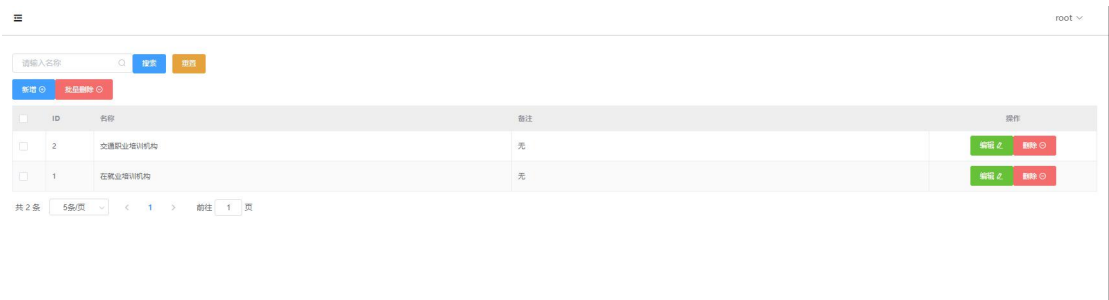 root
请输入名称 搜索 重置
新增 批量删除
ID 名称 备注 操作
2 交通职业培训机构 无 编辑 删除
1 在就业培训机构 无 编辑 删除
共 2 条 5条/页 < 1 > 前往 1 页